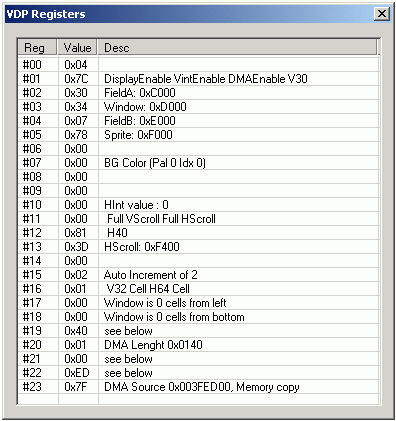 VDP Registers
Reg Value Desc
#00 0x04
#01 0x7C DisplayEnable VintEnable DMAEnable V30
#02 0x30 FieldA: 0xC000
#03 0x34 Window: 0xD000
#04 0x07 FieldB: 0xE000
#05 0x78 Sprite: 0xF000
#06 0x00
#07 0x00 BG Color (Pal 0 Idx 0)
#08 0x00
#09 0x00
#10 0x00 HInt value : 0
#11 0x00 Full VScroll Full HScroll
#12 0x81 H40
#13 0x3D HScroll: 0xF400
#14 0x00
#15 0x02 Auto Increment of 2
#16 0x01 V32 Cell H64 Cell
#17 0x00 Window is 0 cells from left
#18 0x00 Window is 0 cells from bottom
#19 0x40 see below
#20 0x01 DMA Lenght 0x0140
#21 0x00 see below
#22 0xED see below
#23 0x7F DMA Source 0x003FED00, Memory copy